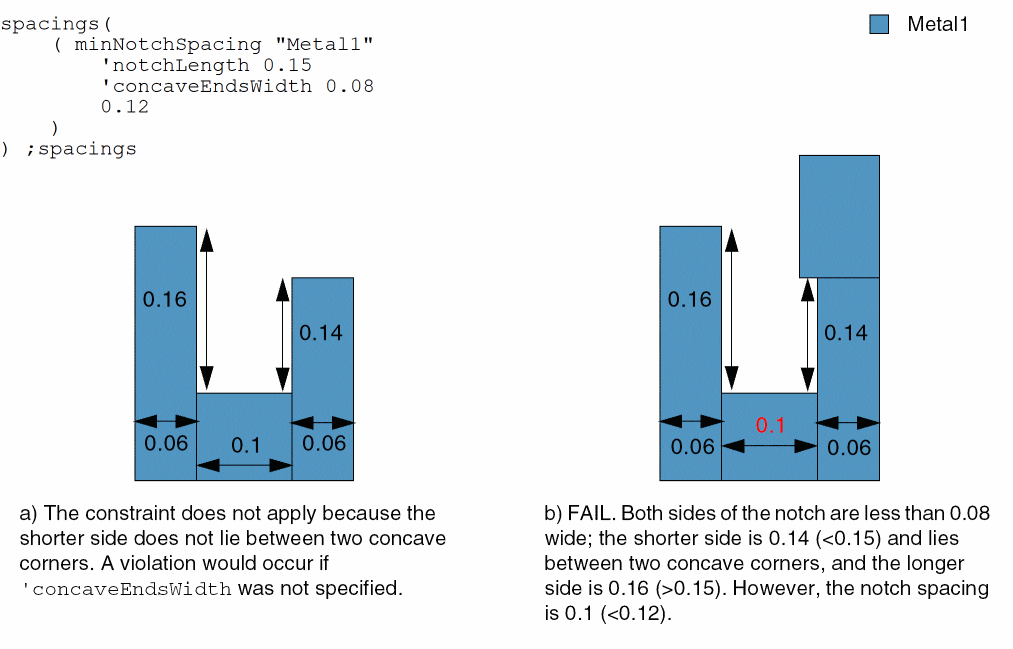 spacings(
( minNotchSpacing "Metal1"
'notchLength 0.15
'concaveEndsWidth 0.08
0.12
)
) ;spacings
Metal1
0.16
0.14
0.06
0.1
0.06
0.16
0.14
0.06
0.1
0.06
a) The constraint does not apply because the
shorter side does not lie between two concave
corners. A violation would occur if
'concaveEndsWidth was not specified.
b) FAIL. Both sides of the notch are less than 0.08
wide; the shorter side is 0.14 (<0.15) and lies
between two concave corners, and the longer
side is 0.16 (>0.15). However, the notch spacing
is 0.1 (<0.12).